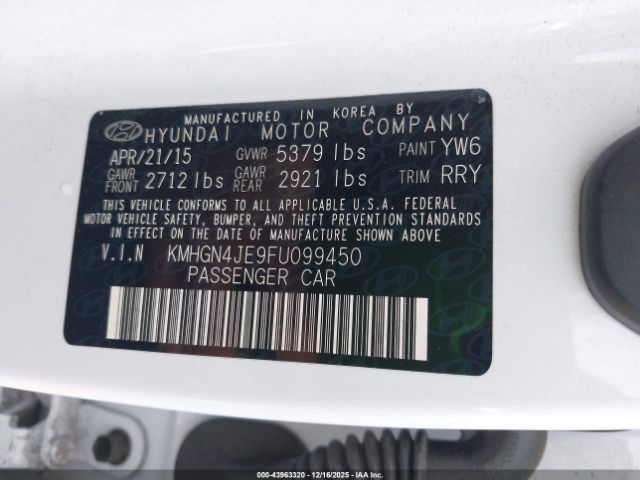 MANUFACTURED IN KOREA BY
HYUNDAI MOTOR COMPANY
APR/21/15 GVWR 5379 lbs PAINT YW6
GAWR FRONT 2712 lbs GAWR REAR 2921 lbs TRIM RRY
THIS VEHICLE CONFORMS TO ALL APPLICABLE U.S.A. FEDERAL
MOTOR VEHICLE SAFETY, BUMPER, AND THEFT PREVENTION STANDARDS
IN EFFECT ON THE DATE OF MANUFACTURE SHOWN ABOVE
V.I.N KMHGN4JE9FU099450
PASSENGER CAR
000-43963320 - 12/16/2025 - IAA Inc.